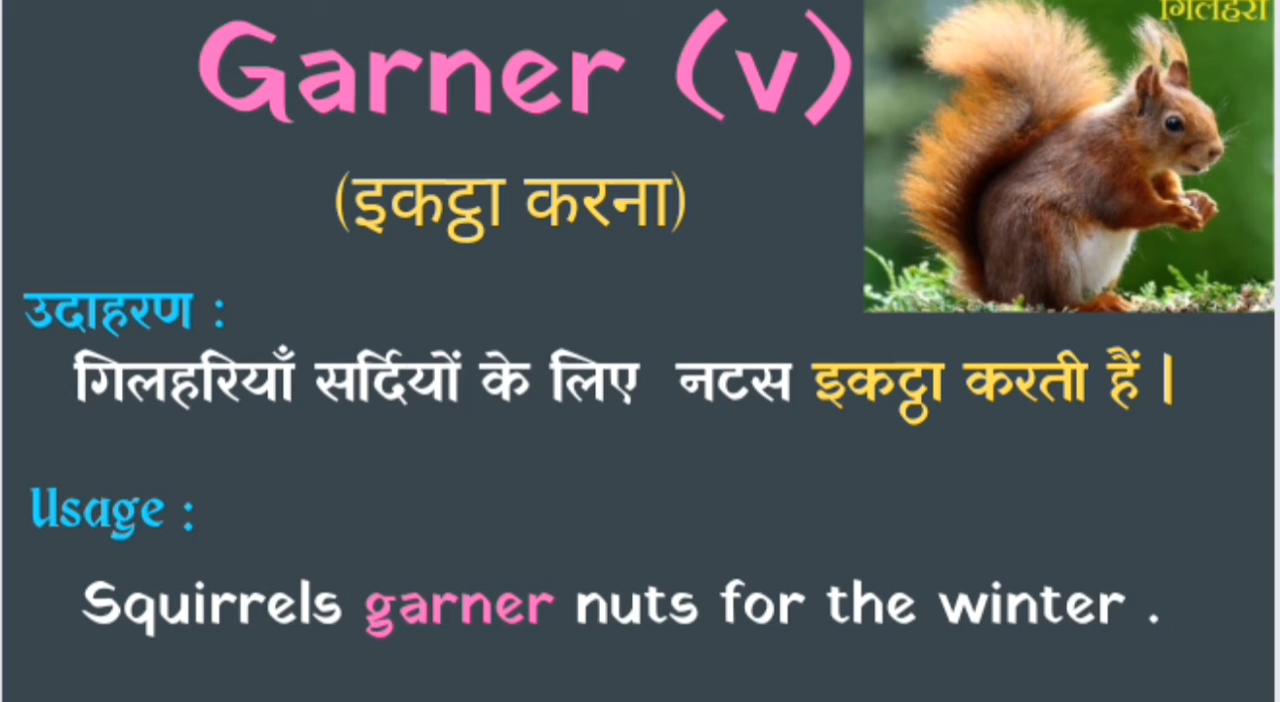 Garner (v)
गिलहरी
(इकट्ठा करना)
उदाहरण :
गिलहरियाँ सर्दियों के लिए नटस इकट्ठा करती हैं |
Usage :
Squirrels garner nuts for the winter .